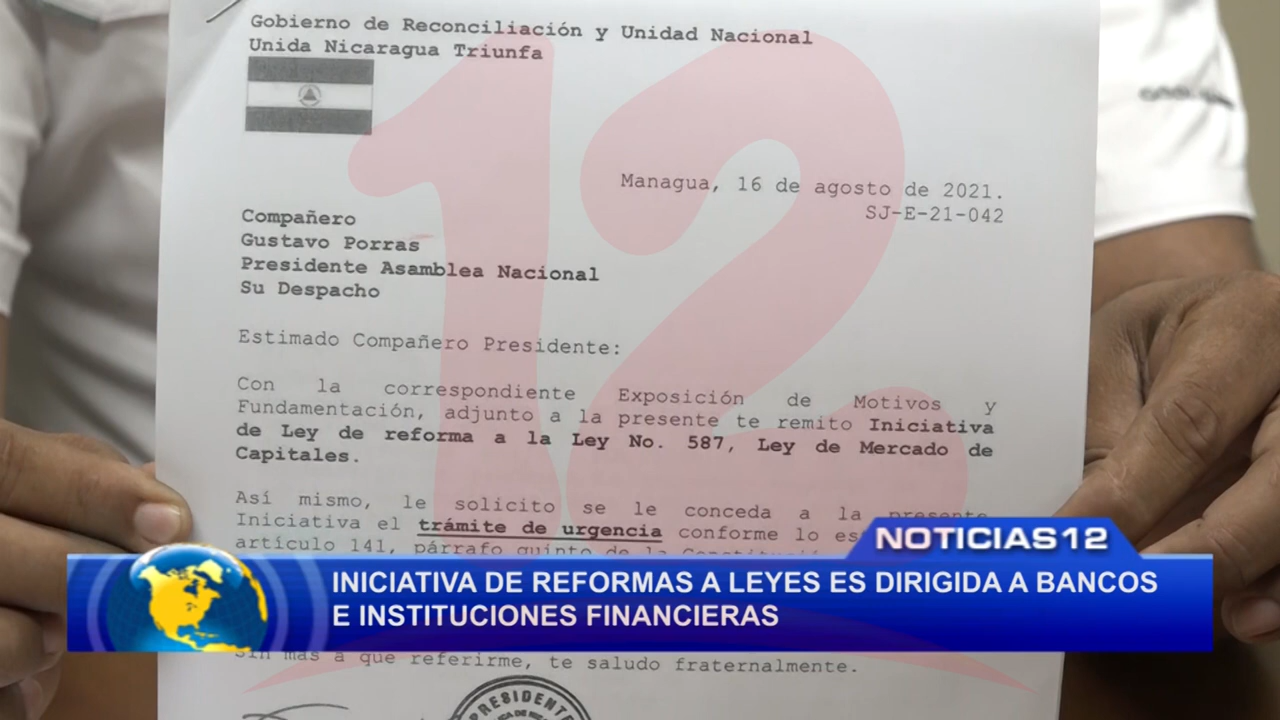 Gobierno de Reconciliación y Unidad Nacional
Unida Nicaragua Triunfa
12
Managua, 16 de agosto de 2021.
SJ-E-21-042
Compañero
Gustavo Porras
Presidente Asamblea Nacional
Su Despacho
Estimado Compañero Presidente:
Con la correspondiente Exposición de Motivos y
Fundamentación, adjunto a la presente te remito Iniciativa
de Ley de reforma a la Ley No. 587, Ley de Mercado de
Capitales.
Así mismo, le solicito se le conceda a la presente
Iniciativa el trámite de urgencia conforme lo
artículo 141, párrafo quinto de la
NOTICIAS12
INICIATIVA DE REFORMAS A LEYES ES DIRIGIDA A BANCOS
E INSTITUCIONES FINANCIERAS
Sin más a que referirme, te saludo fraternalmente.
PRESIDENTE